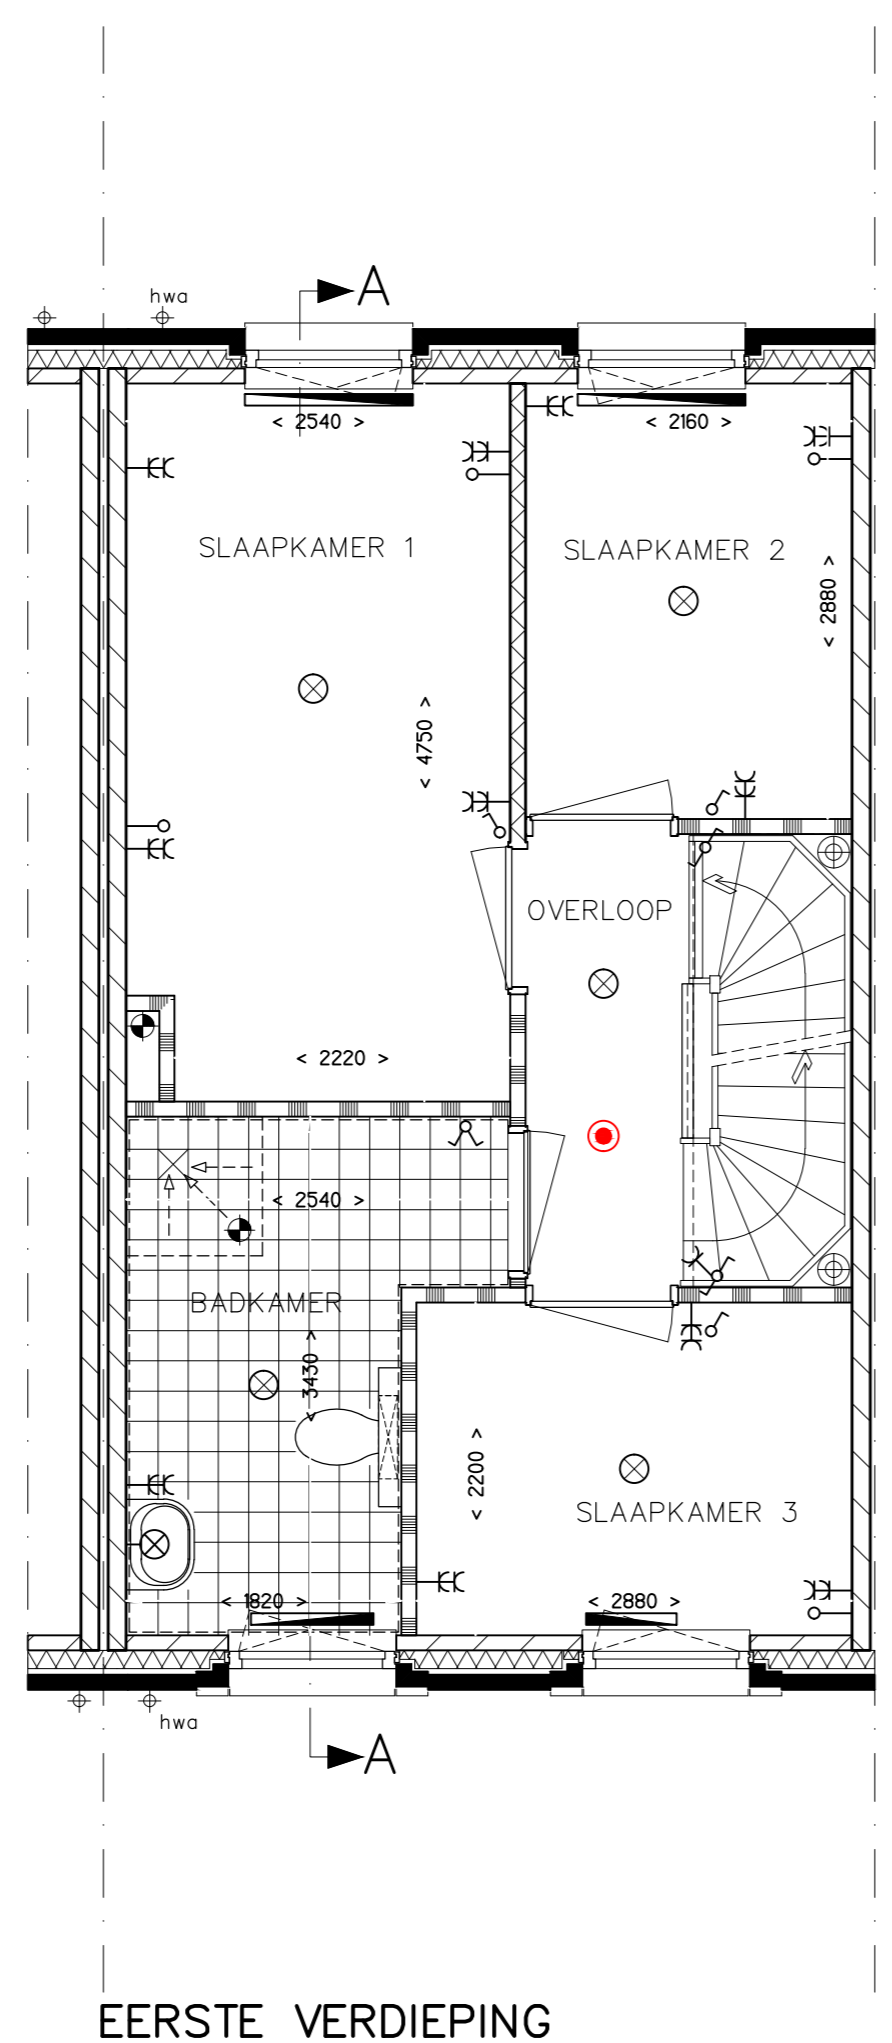 A
hwa
< 2540 >
< 2160 >
SLAAPKAMER 1
SLAAPKAMER 2
< 2880 >
< 4750 >
OVERLOOP
< 2220 >
< 2540 >
BADKAMER
< 3430 >
< 2200 >
SLAAPKAMER 3
< 1820 >
< 2880 >
hwa
A
EERSTE VERDIEPING